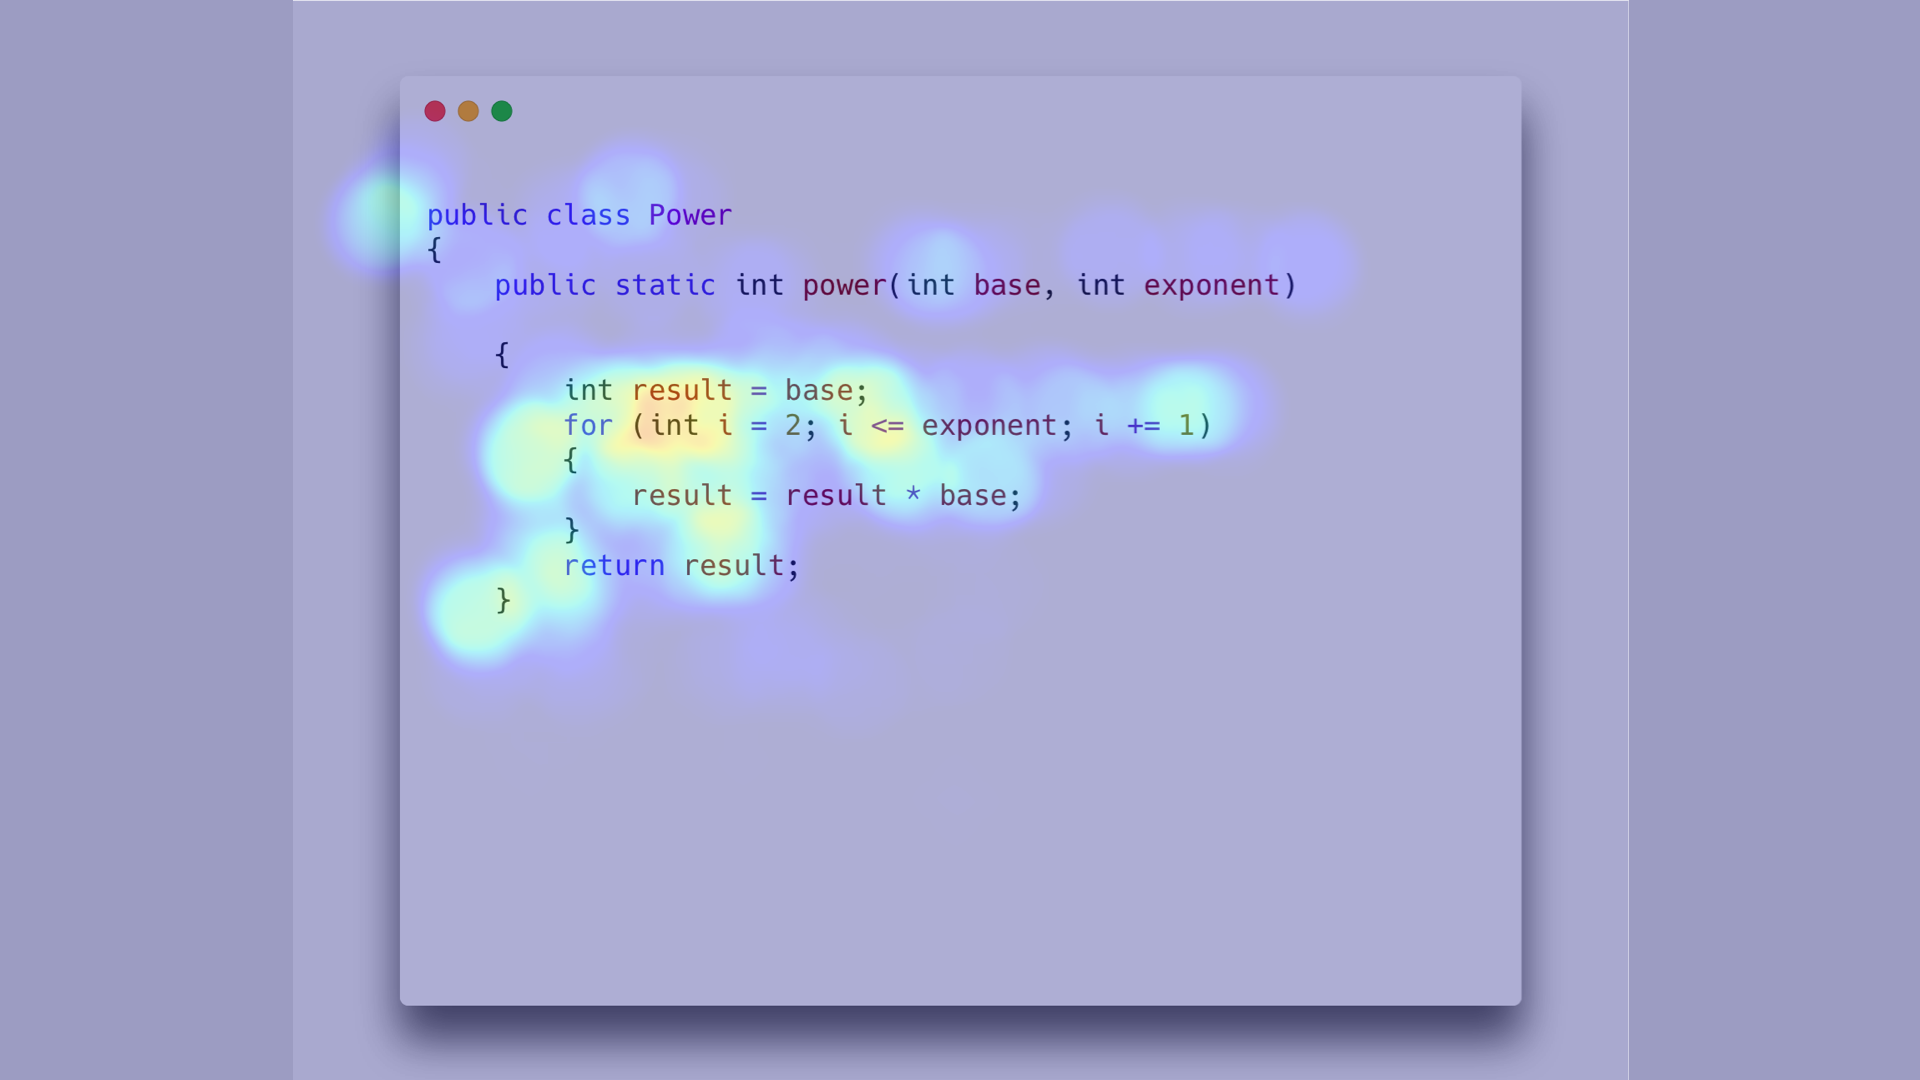 public class Power
{
    public static int power(int base, int exponent)
    {
        int result = base;
        for (int i = 2; i <= exponent; i += 1)
        {
            result = result * base;
        }
        return result;
    }